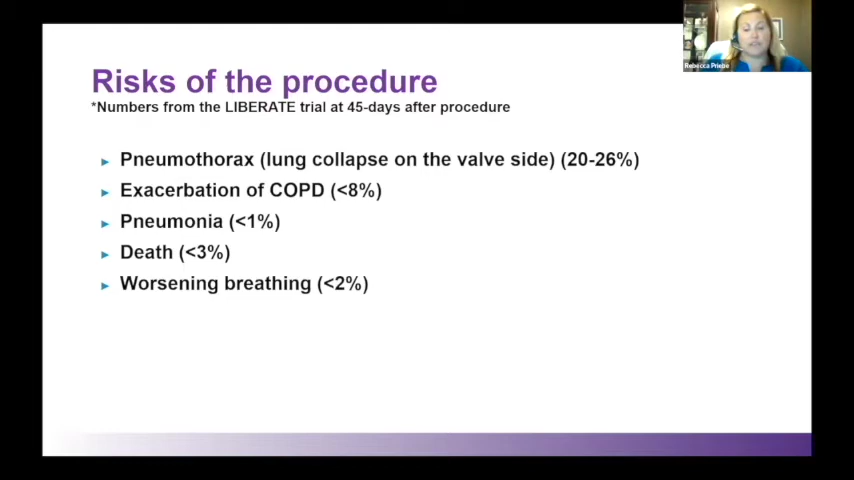 Rebecca Priebe
Risks of the procedure
*Numbers from the LIBERATE trial at 45-days after procedure
Pneumothorax (lung collapse on the valve side) (20-26%)
Exacerbation of COPD (<8%)
Pneumonia (<1%)
Death (<3%)
Worsening breathing (<2%)